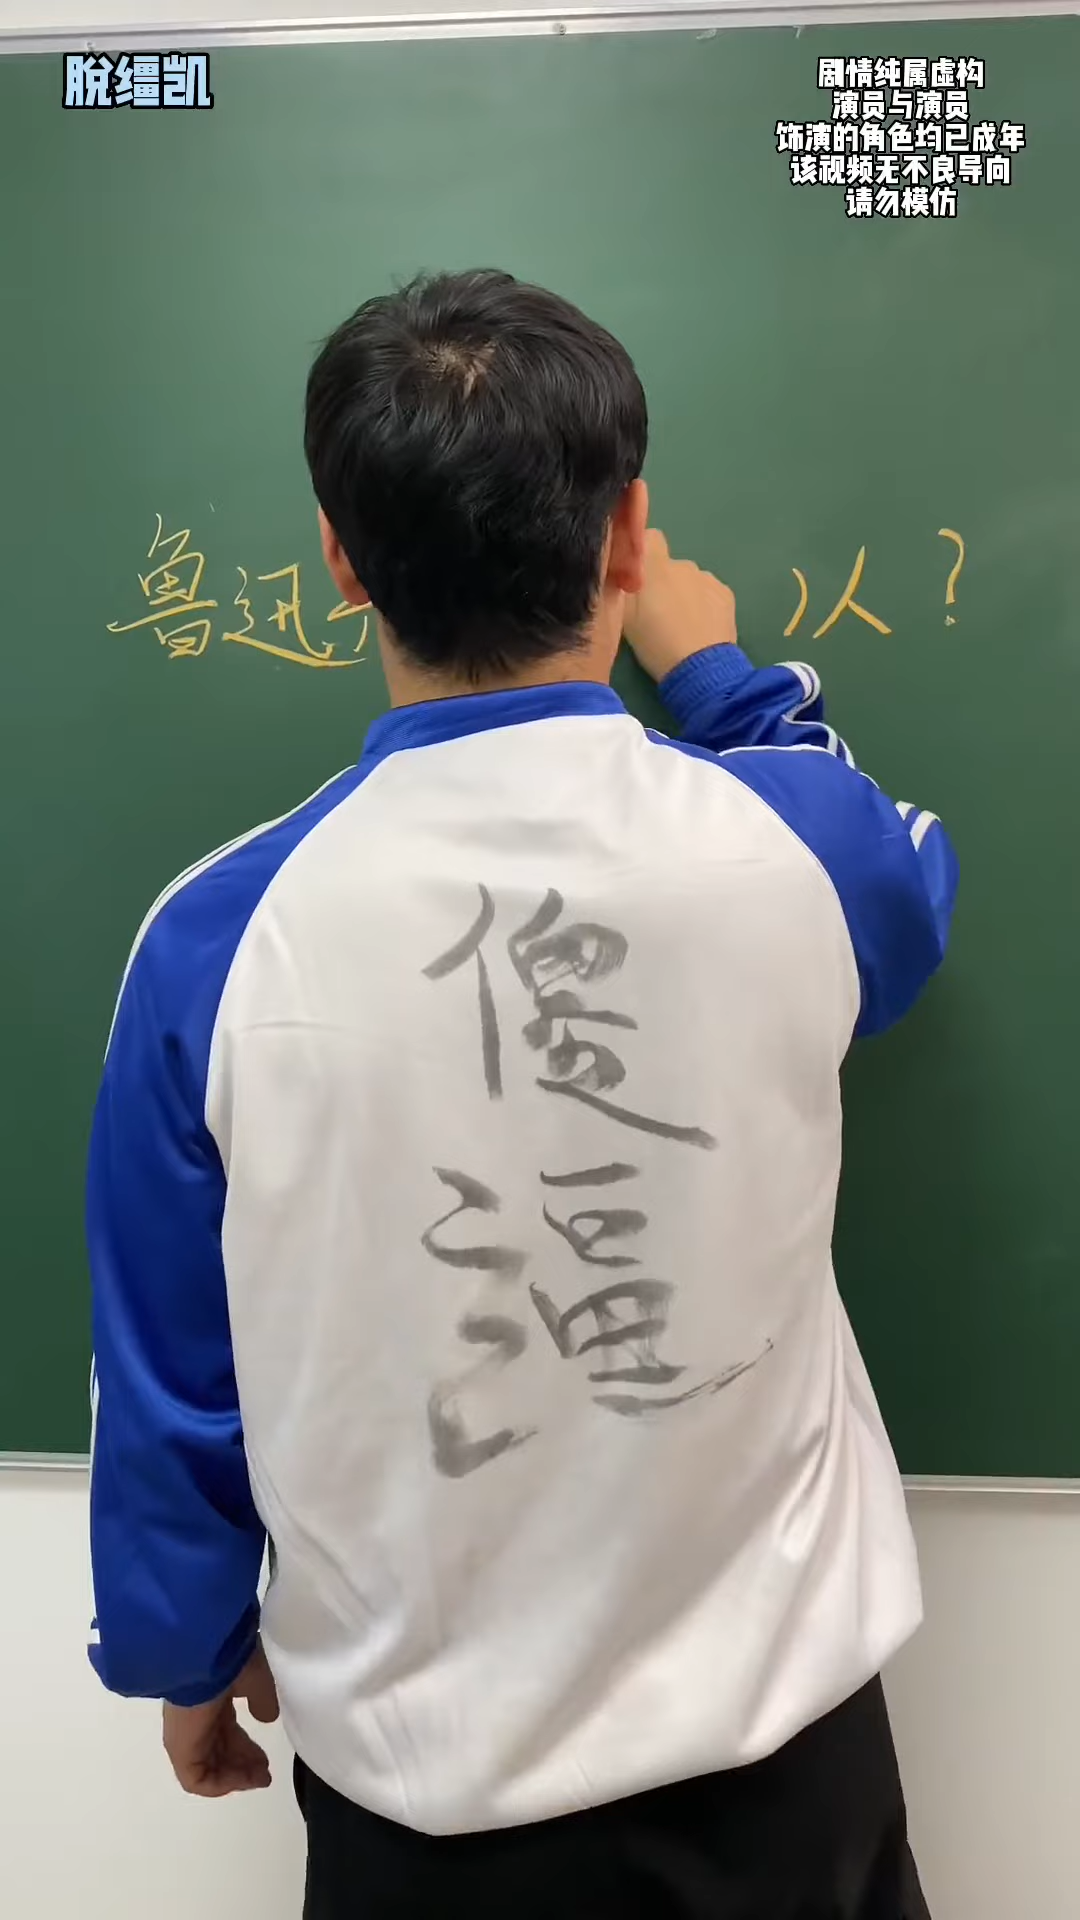 脫缰凯
剧情纯属虚构
演员与演员
饰演的角色均已成年
该视频无不良导向
请勿模仿
鲁迅 人?
傻
逼